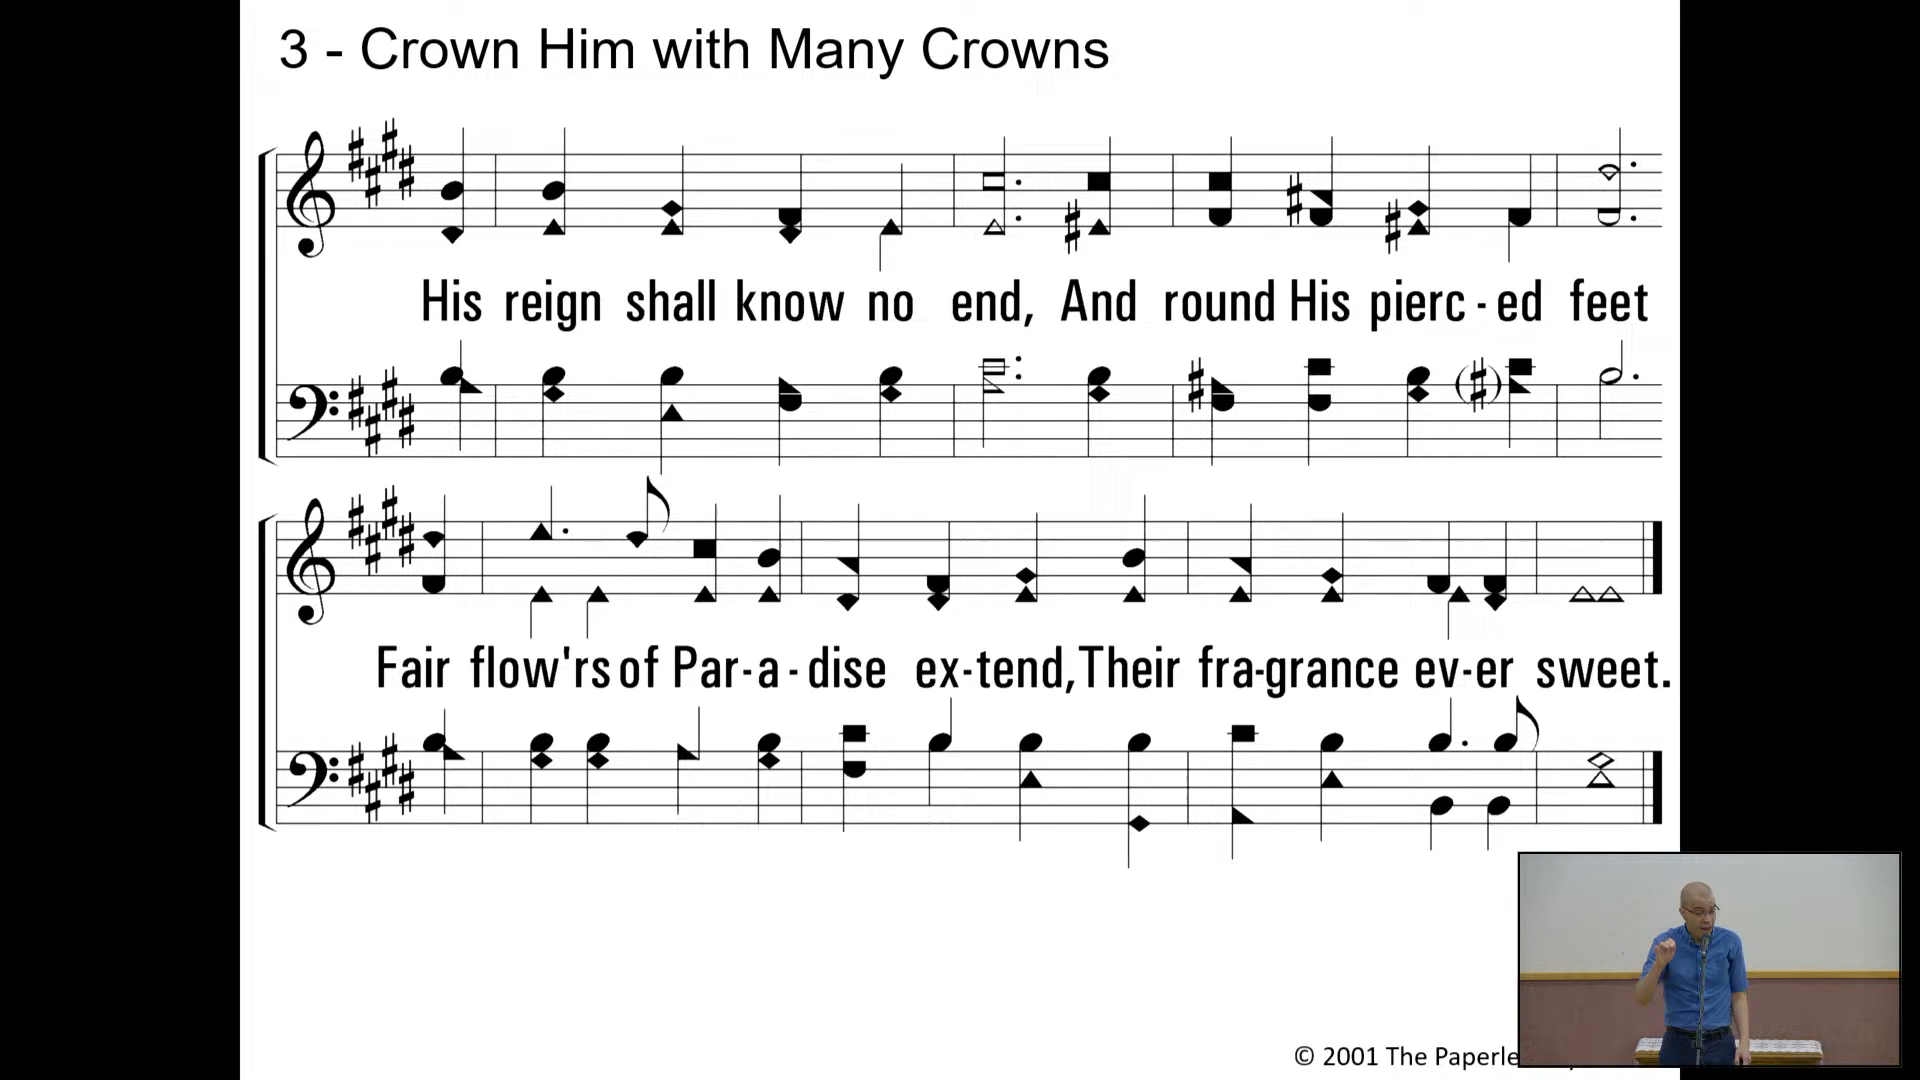 3 - Crown Him with Many Crowns
His reign shall know no end, And round His pierc - ed feet
Fair flow'rs of Par - a - dise ex-tend, Their fra-grance ev-er sweet.
© 2001 The